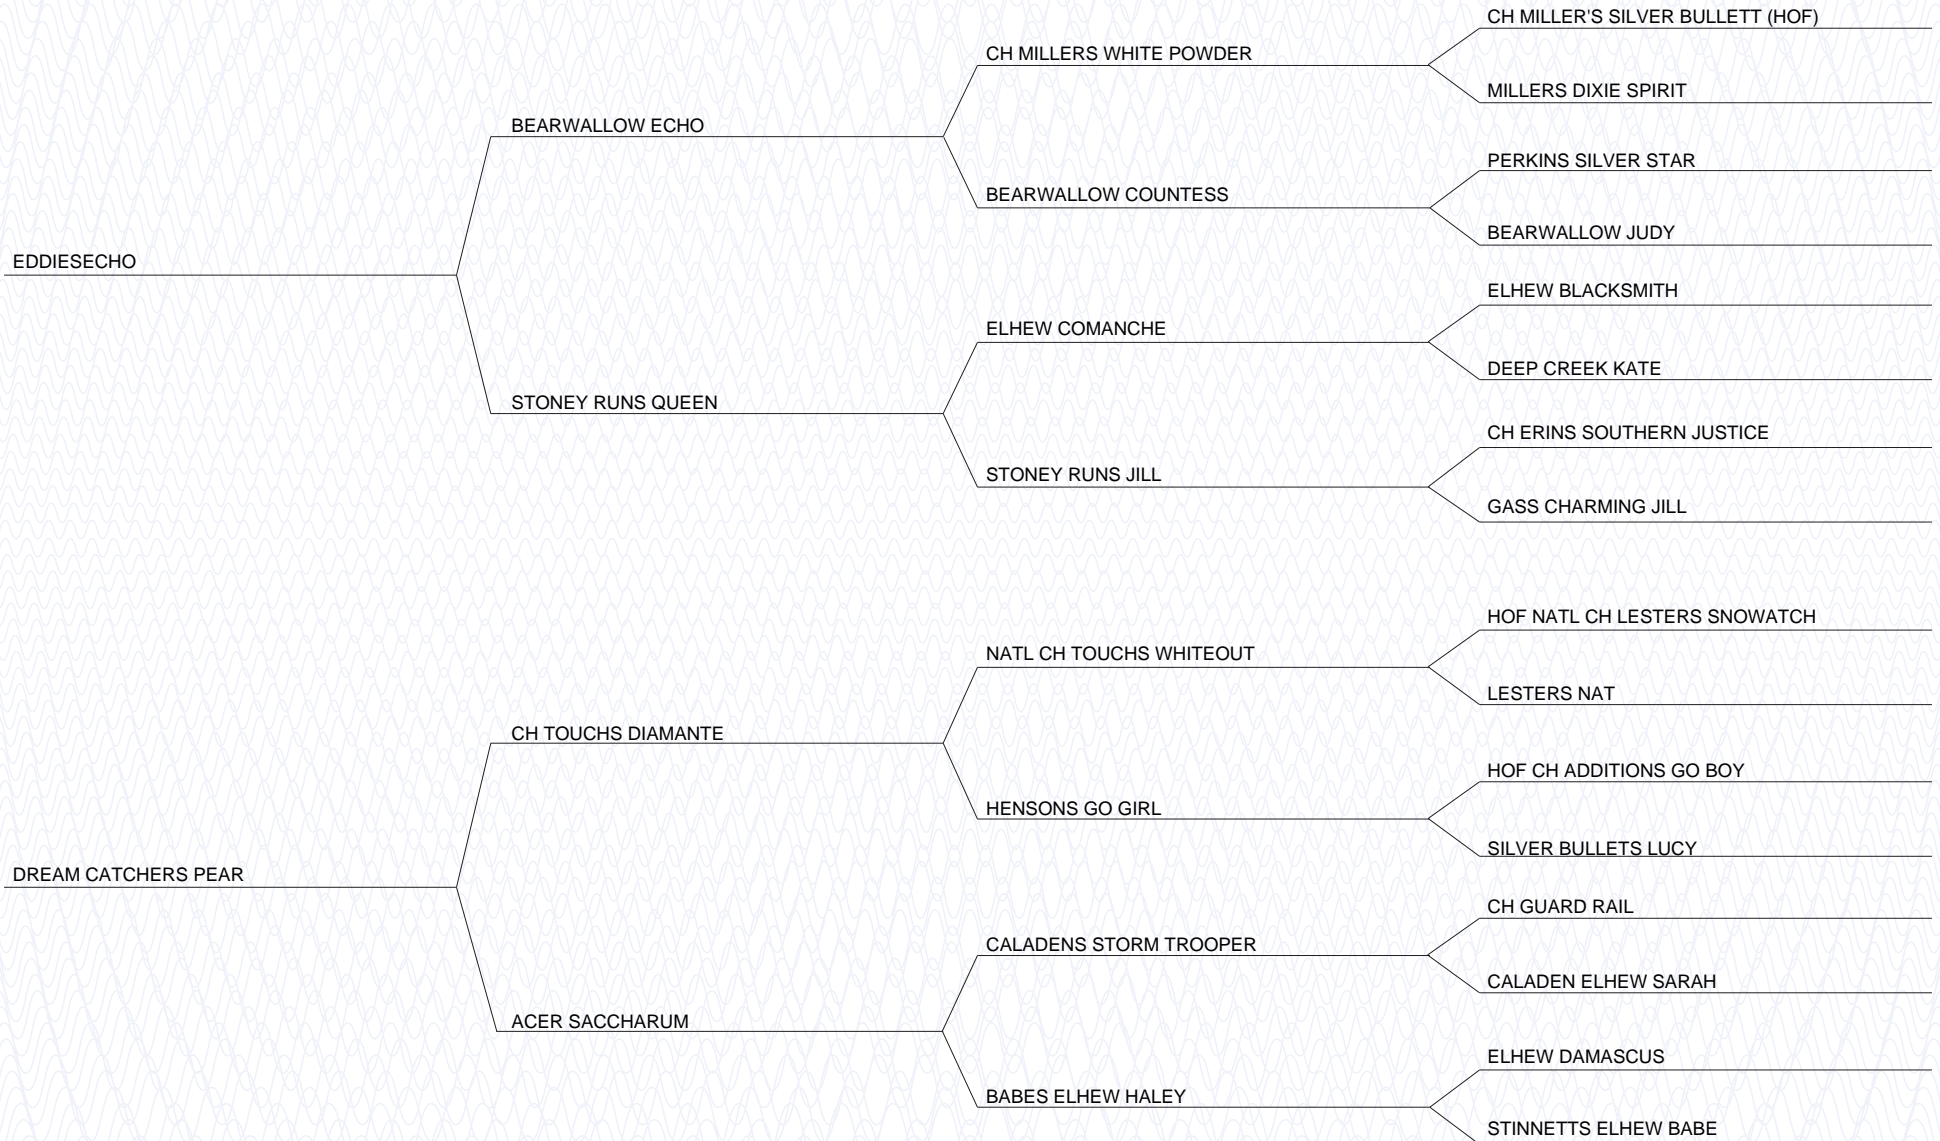 CH MILLER'S SILVER BULLETT (HOF)
CH MILLERS WHITE POWDER
MILLERS DIXIE SPIRIT
BEARWALLOW ECHO
PERKINS SILVER STAR
BEARWALLOW COUNTESS
BEARWALLOW JUDY
EDDIESECHO
ELHEW BLACKSMITH
ELHEW COMANCHE
DEEP CREEK KATE
STONEY RUNS QUEEN
CH ERINS SOUTHERN JUSTICE
STONEY RUNS JILL
GASS CHARMING JILL
HOF NATL CH LESTERS SNOWATCH
NATL CH TOUCHS WHITEOUT
LESTERS NAT
CH TOUCHS DIAMANTE
HOF CH ADDITIONS GO BOY
HENSONS GO GIRL
SILVER BULLETS LUCY
DREAM CATCHERS PEAR
CH GUARD RAIL
CALADENS STORM TROOPER
CALADEN ELHEW SARAH
ACER SACCHARUM
ELHEW DAMASCUS
BABES ELHEW HALEY
STINNETTS ELHEW BABE